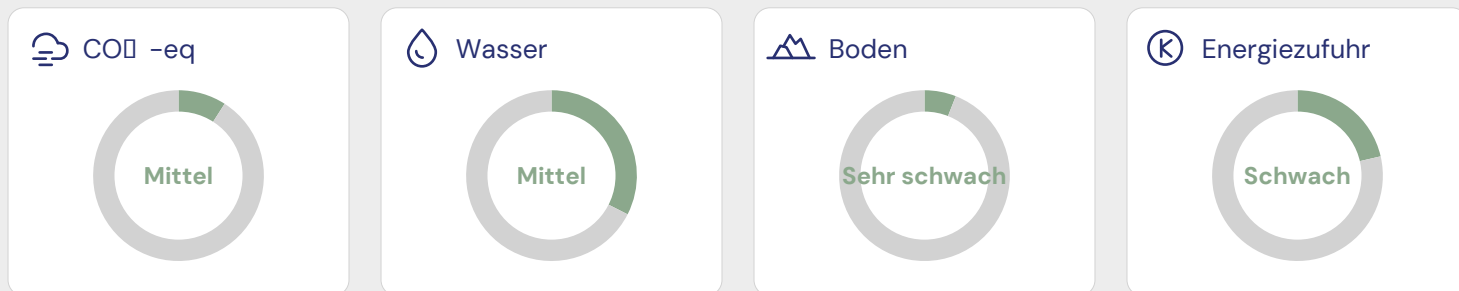 CO▯ -eq
Mittel
Wasser
Mittel
Boden
Sehr schwach
Energiezufuhr
Schwach